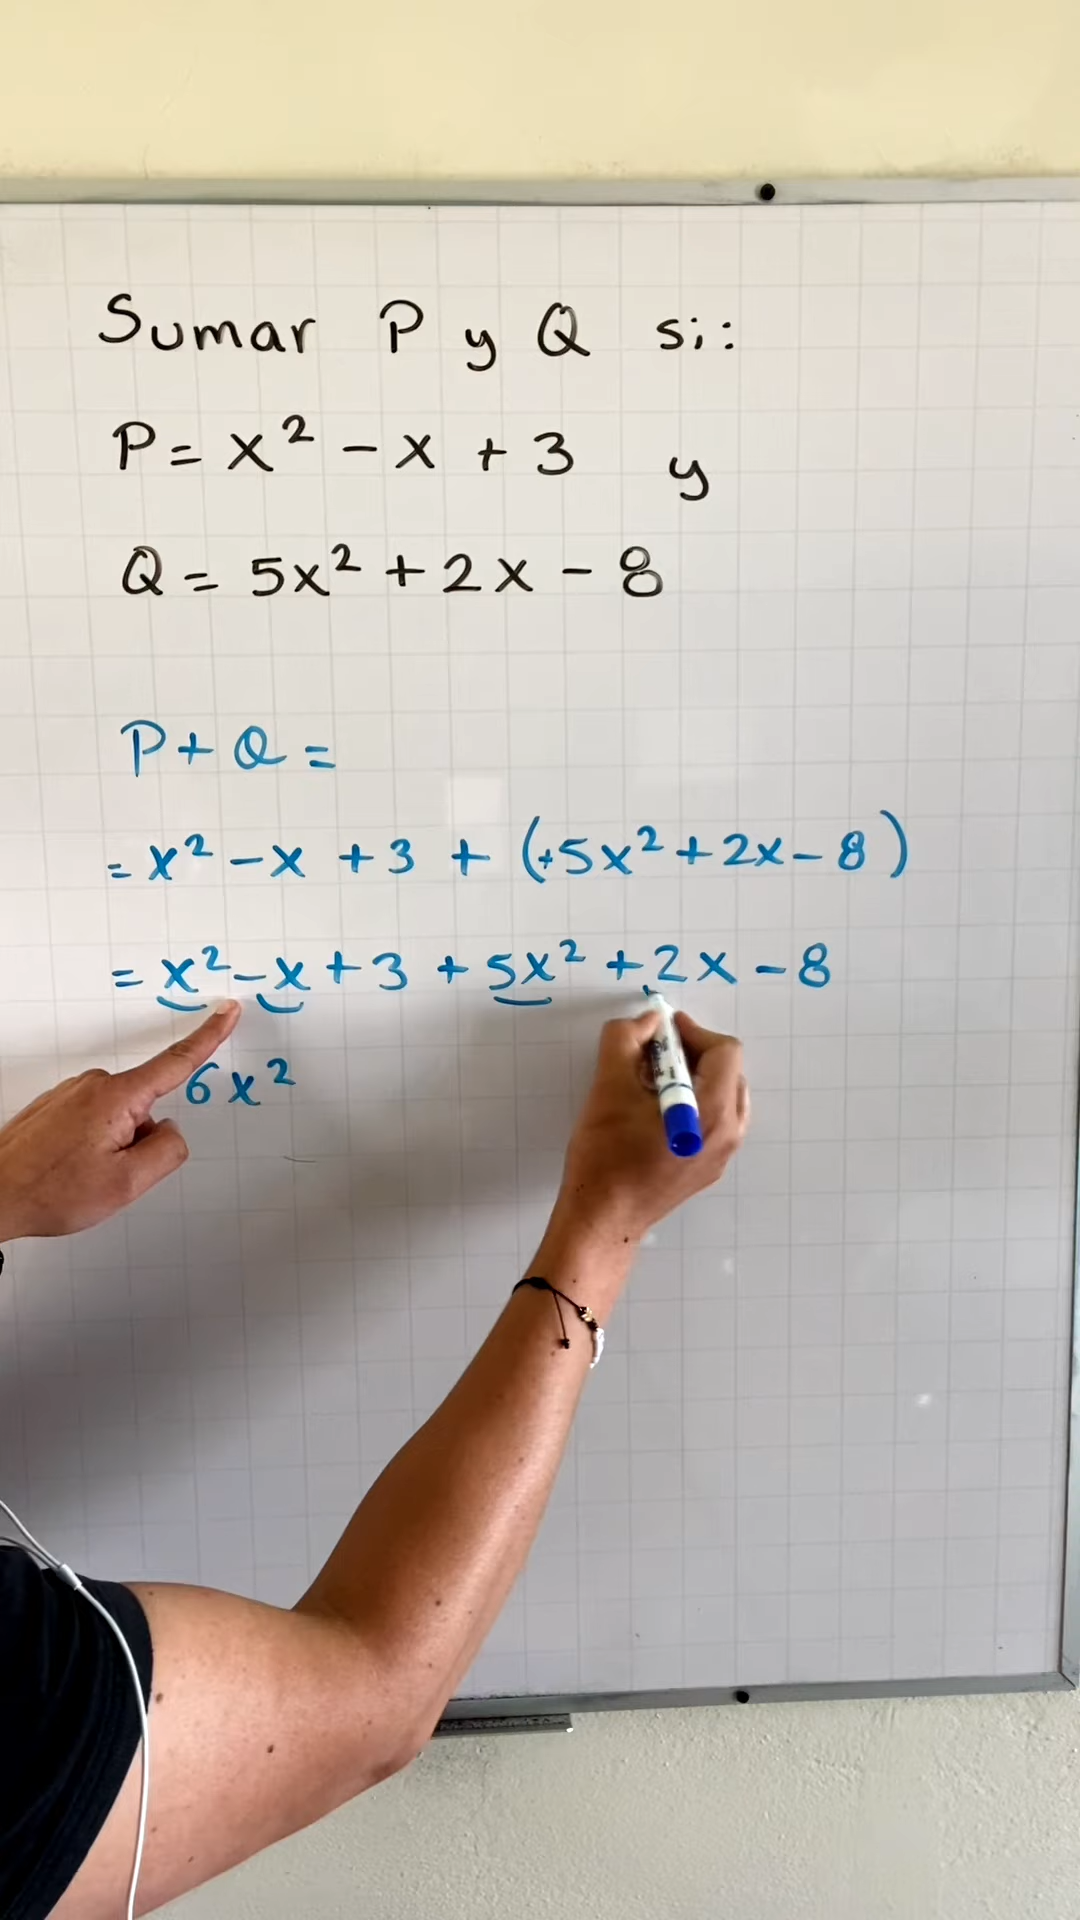 Sumar P y Q si:
P = x² - x + 3 y
Q = 5x² + 2x - 8
P + Q =
= x² - x + 3 + (+5x² + 2x - 8)
= x² - x + 3 + 5x² + 2x - 8
6x²